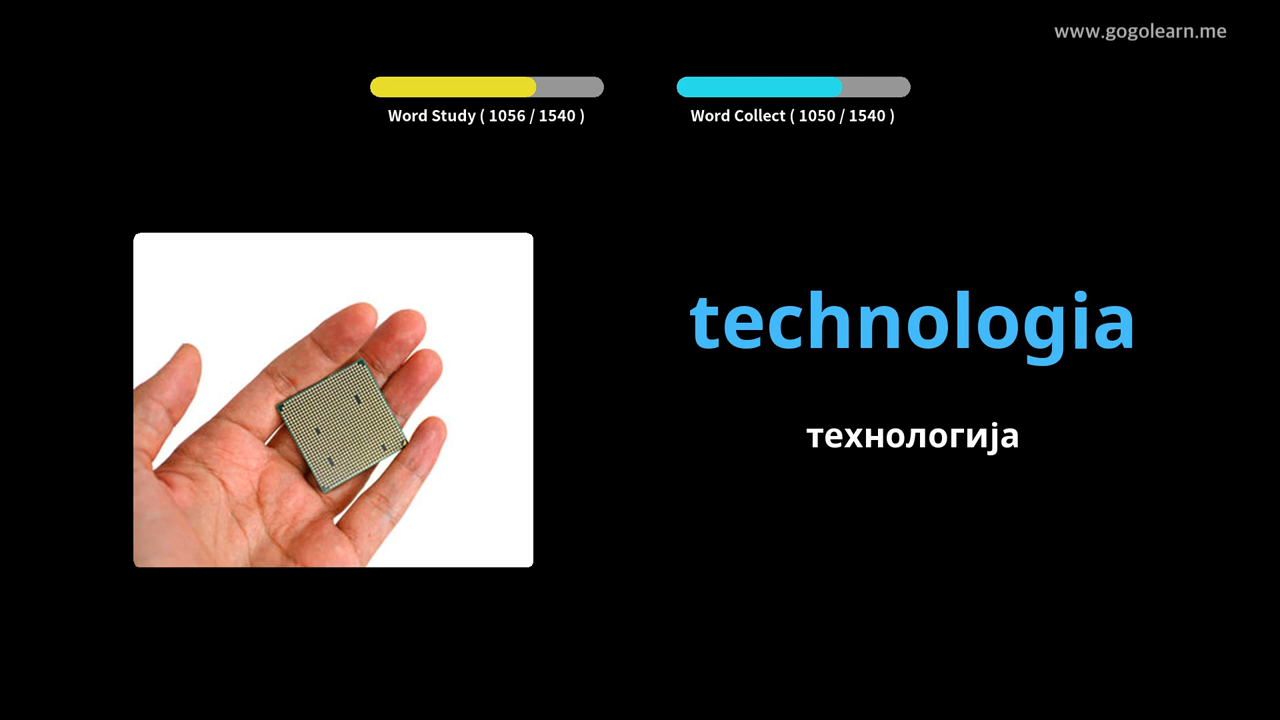 www.gogolearn.me
Word Study ( 1056 / 1540 )
Word Collect ( 1050 / 1540 )
technologia
технологија